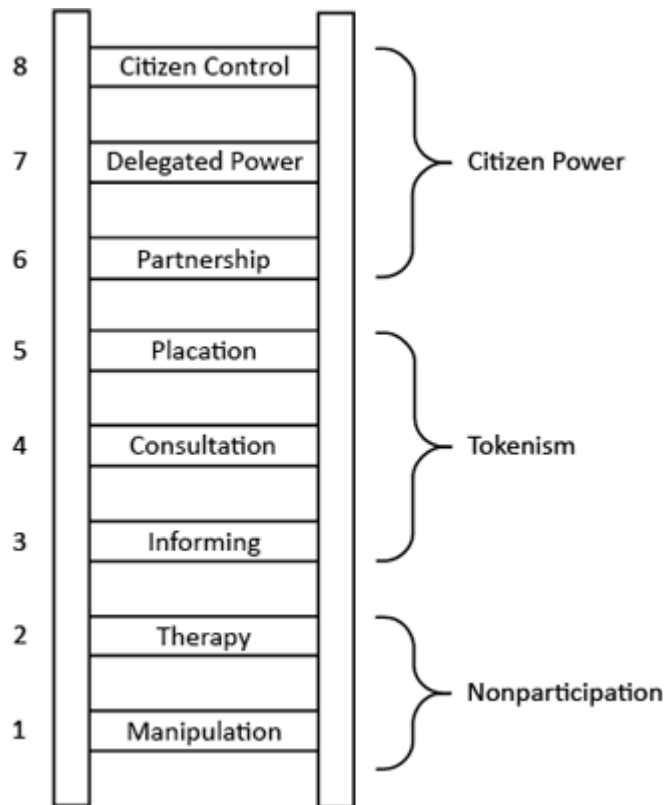 8 Citizen Control
7 Delegated Power Citizen Power
6 Partnership
5 Placation
4 Consultation Tokenism
3 Informing
2 Therapy
Nonparticipation
1 Manipulation